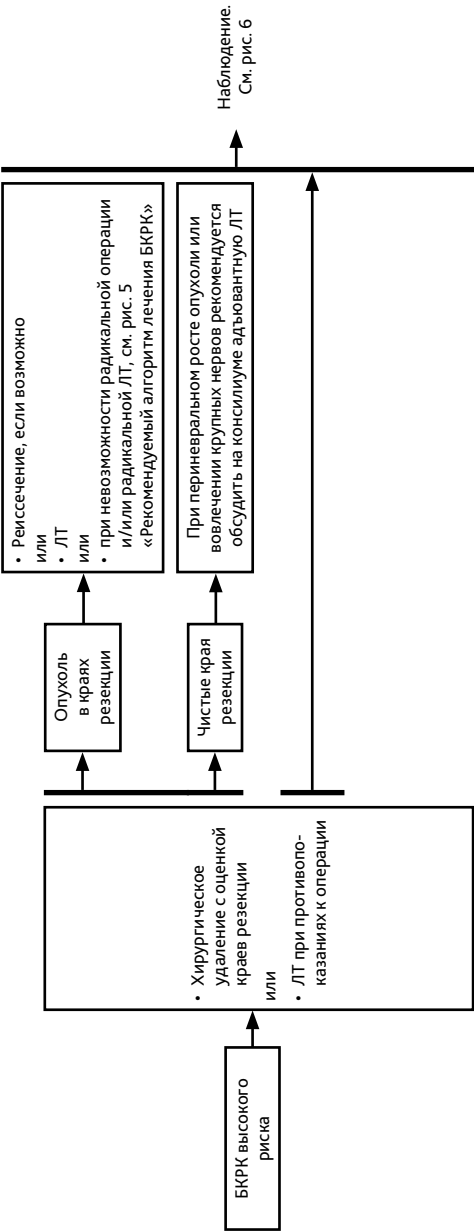 БКРК высокого
риска
• Хирургическое
удаление с оценкой
краев резекции
или
• ЛТ при противопо-
казаниях к операции
Опухоль
в краях
резекции
Чистые края
резекции
• Реиссечение, если возможно
или
• ЛТ
или
• при невозможности радикальной операции
и/или радикальной ЛТ, см. рис. 5
«Рекомендуемый алгоритм лечения БКРК»
При периневральном росте опухоли или
вовлечении крупных нервов рекомендуется
обсудить на консилиуме адъювантную ЛТ
Наблюдение.
См. рис. 6